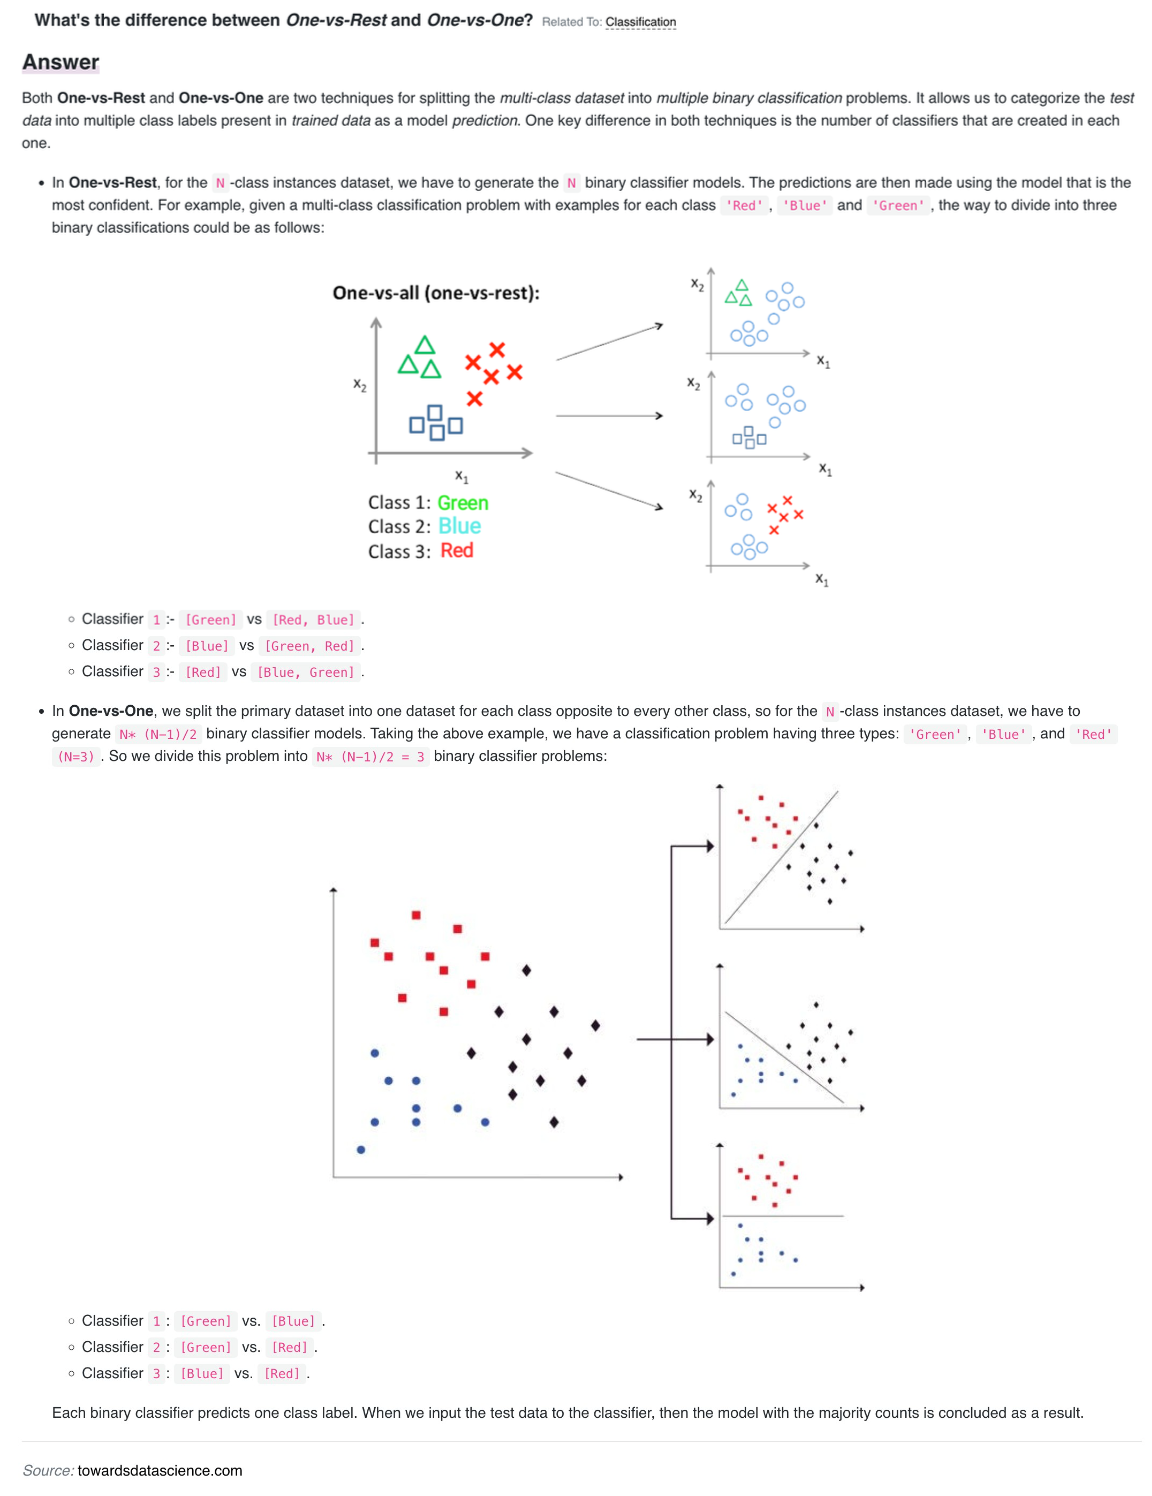 What's the difference between One-vs-Rest and One-vs-One? Related To: Classification
Answer
Both One-vs-Rest and One-vs-One are two techniques for splitting the multi-class dataset into multiple binary classification problems. It allows us to categorize the test
data into multiple class labels present in trained data as a model prediction. One key difference in both techniques is the number of classifiers that are created in each
one.
• In One-vs-Rest, for the N -class instances dataset, we have to generate the N binary classifier models. The predictions are then made using the model that is the
most confident. For example, given a multi-class classification problem with examples for each class 'Red' , 'Blue' and 'Green' , the way to divide into three
binary classifications could be as follows:
One-vs-all (one-vs-rest):
x2
x1
Class 1: Green
Class 2: Blue
Class 3: Red
x2
x1
x2
x1
x2
x1
◦ Classifier 1 :- [Green] vs [Red, Blue] .
◦ Classifier 2 :- [Blue] vs [Green, Red] .
◦ Classifier 3 :- [Red] vs [Blue, Green] .
• In One-vs-One, we split the primary dataset into one dataset for each class opposite to every other class, so for the N -class instances dataset, we have to
generate N* (N-1)/2 binary classifier models. Taking the above example, we have a classification problem having three types: 'Green' , 'Blue' , and 'Red'
(N=3) . So we divide this problem into N* (N-1)/2 = 3 binary classifier problems:
◦ Classifier 1 : [Green] vs. [Blue] .
◦ Classifier 2 : [Green] vs. [Red] .
◦ Classifier 3 : [Blue] vs. [Red] .
Each binary classifier predicts one class label. When we input the test data to the classifier, then the model with the majority counts is concluded as a result.
Source: towardsdatascience.com